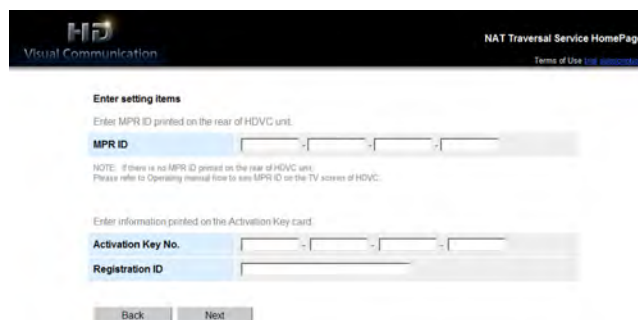 HD
Visual Communication
NAT Traversal Service HomePage
Terms of Use
Enter setting items
Enter MPR ID printed on the rear of HDVC unit.
MPR ID - - -
NOTE: If there is no MPR ID printed on the rear of HDVC unit.
Please refer to Operating manual how to see MPR ID on the TV screen of HDVC.
Enter information printed on the Activation Key card.
Activation Key No. - - -
Registration ID
Back Next